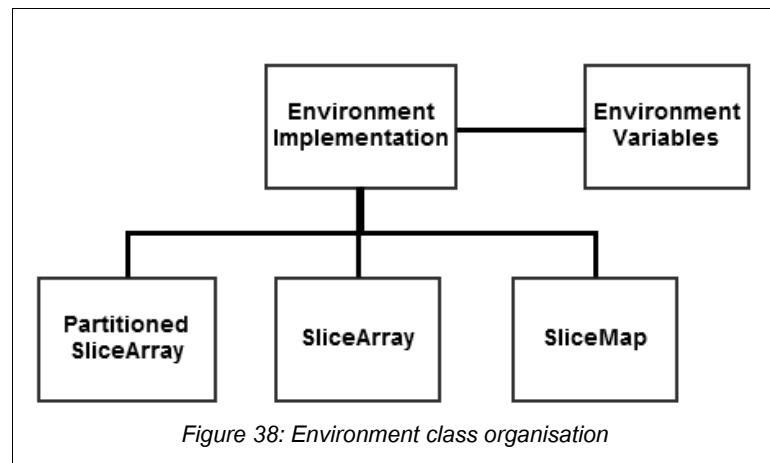 Environment
Implementation
Environment
Variables
Partitioned
SliceArray
SliceArray
SliceMap
Figure 38: Environment class organisation